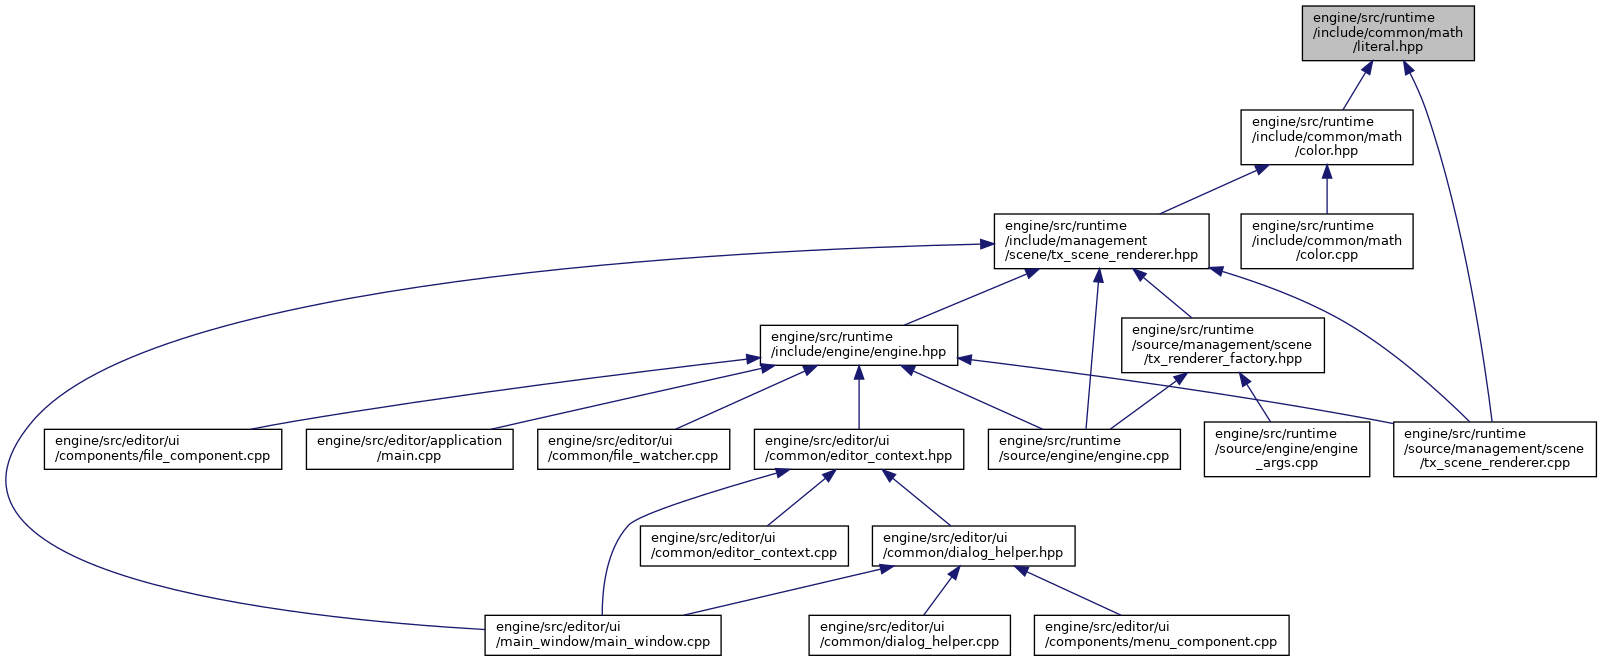 engine/src/runtime
/include/common/math
/literal.hpp
engine/src/runtime
/include/common/math
/color.hpp
engine/src/runtime
/include/management
/scene/tx_scene_renderer.hpp
engine/src/runtime
/include/common/math
/color.cpp
engine/src/runtime
/include/engine/engine.hpp
engine/src/runtime
/source/management/scene
/tx_renderer_factory.hpp
engine/src/editor/ui
/components/file_component.cpp
engine/src/editor/application
/main.cpp
engine/src/editor/ui
/common/file_watcher.cpp
engine/src/editor/ui
/common/editor_context.hpp
engine/src/runtime
/source/engine/engine.cpp
engine/src/runtime
/source/engine/engine
_args.cpp
engine/src/runtime
/source/management/scene
/tx_scene_renderer.cpp
engine/src/editor/ui
/common/editor_context.cpp
engine/src/editor/ui
/common/dialog_helper.hpp
engine/src/editor/ui
/main_window/main_window.cpp
engine/src/editor/ui
/common/dialog_helper.cpp
engine/src/editor/ui
/components/menu_component.cpp